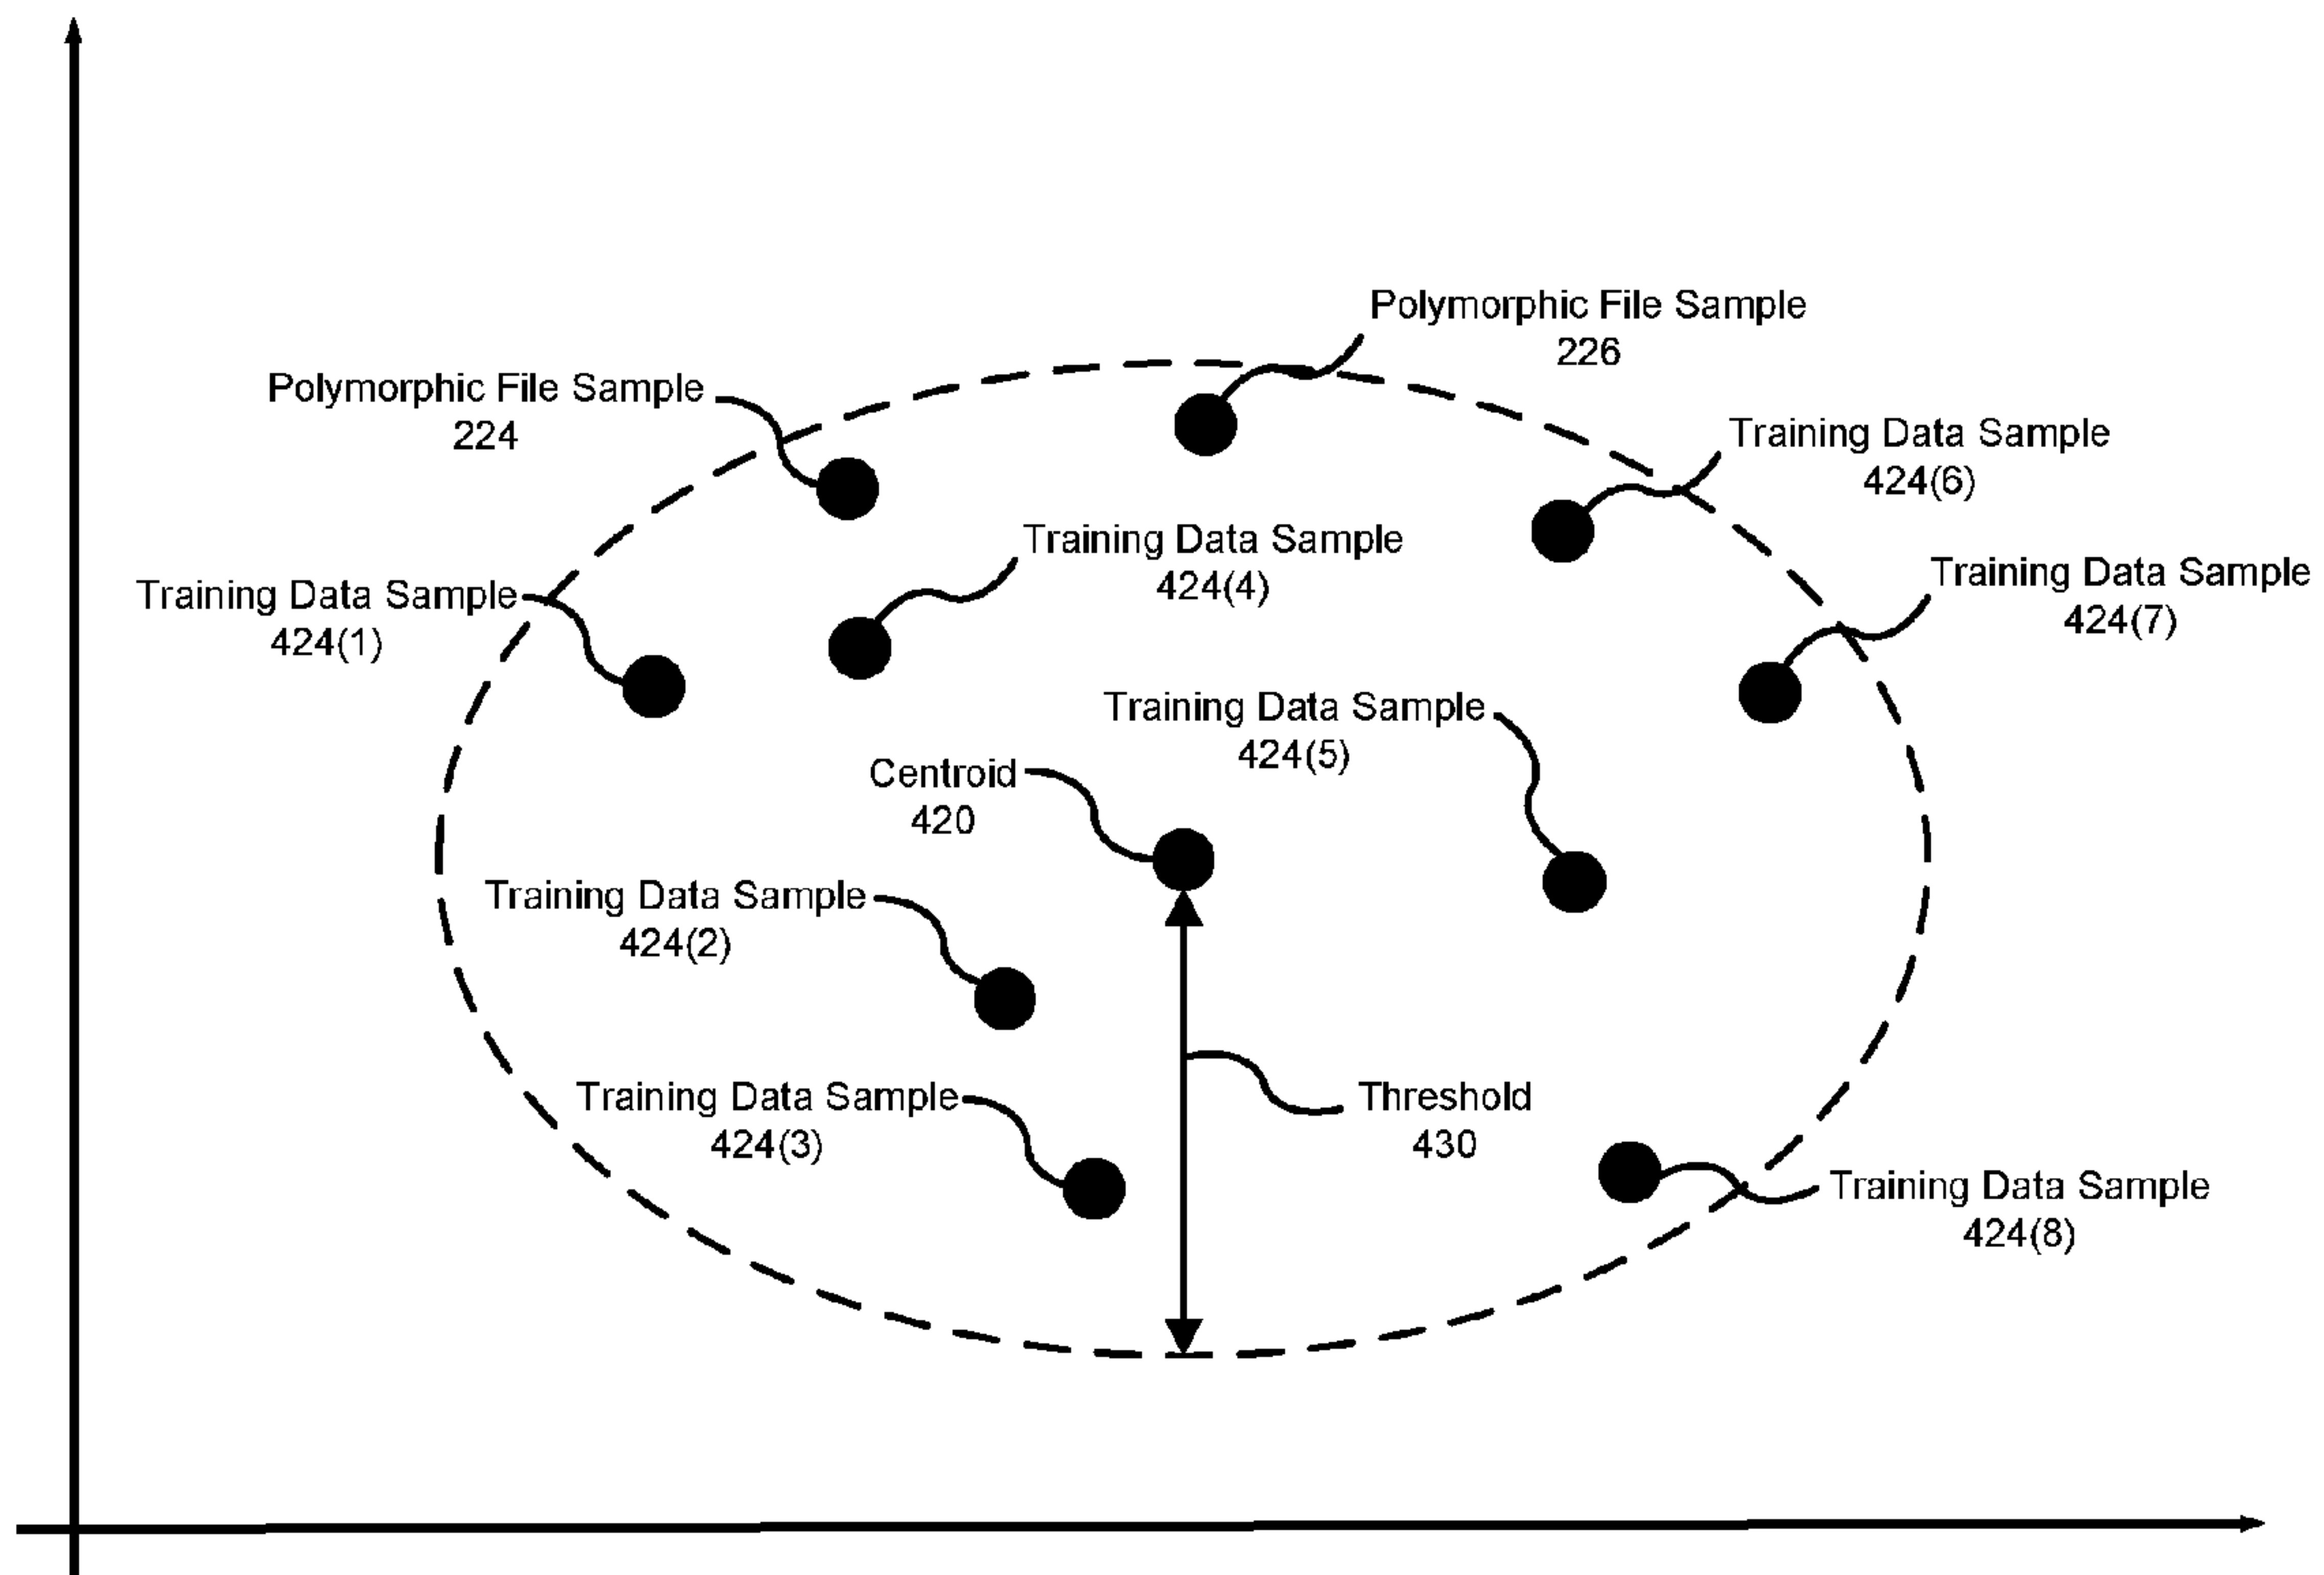 Polymorphic File Sample
226
Polymorphic File Sample
224
Training Data Sample
424(6)
Training Data Sample
424(4)
Training Data Sample
424(7)
Training Data Sample
424(1)
Training Data Sample
424(5)
Centroid
420
Training Data Sample
424(2)
Training Data Sample
424(3)
Threshold
430
Training Data Sample
424(8)